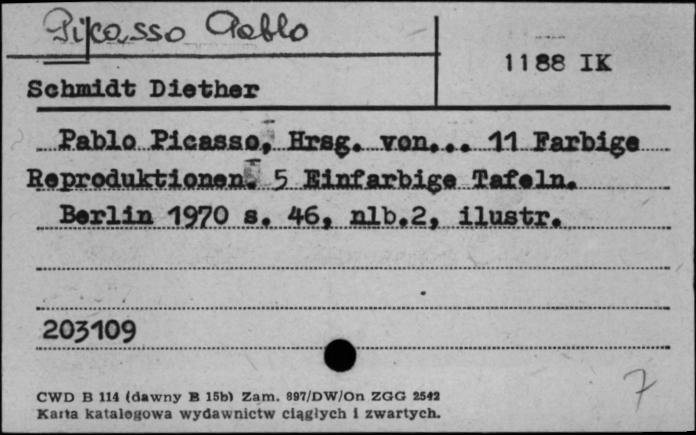 Picasso Pablo
1188 IK
Schmidt Diether
Pablo Picasso, Hrsg. von... 11 Farbige
Reproduktionen. 5 Einfarbige Tafeln.
Berlin 1970 s. 46, nlb.2, ilustr.
203109
7
CWD B 114 (dawny B 15b) Zam. 897/DW/On ZGG 2542
Karta katalogowa wydawnictw ciągłych i zwartych.